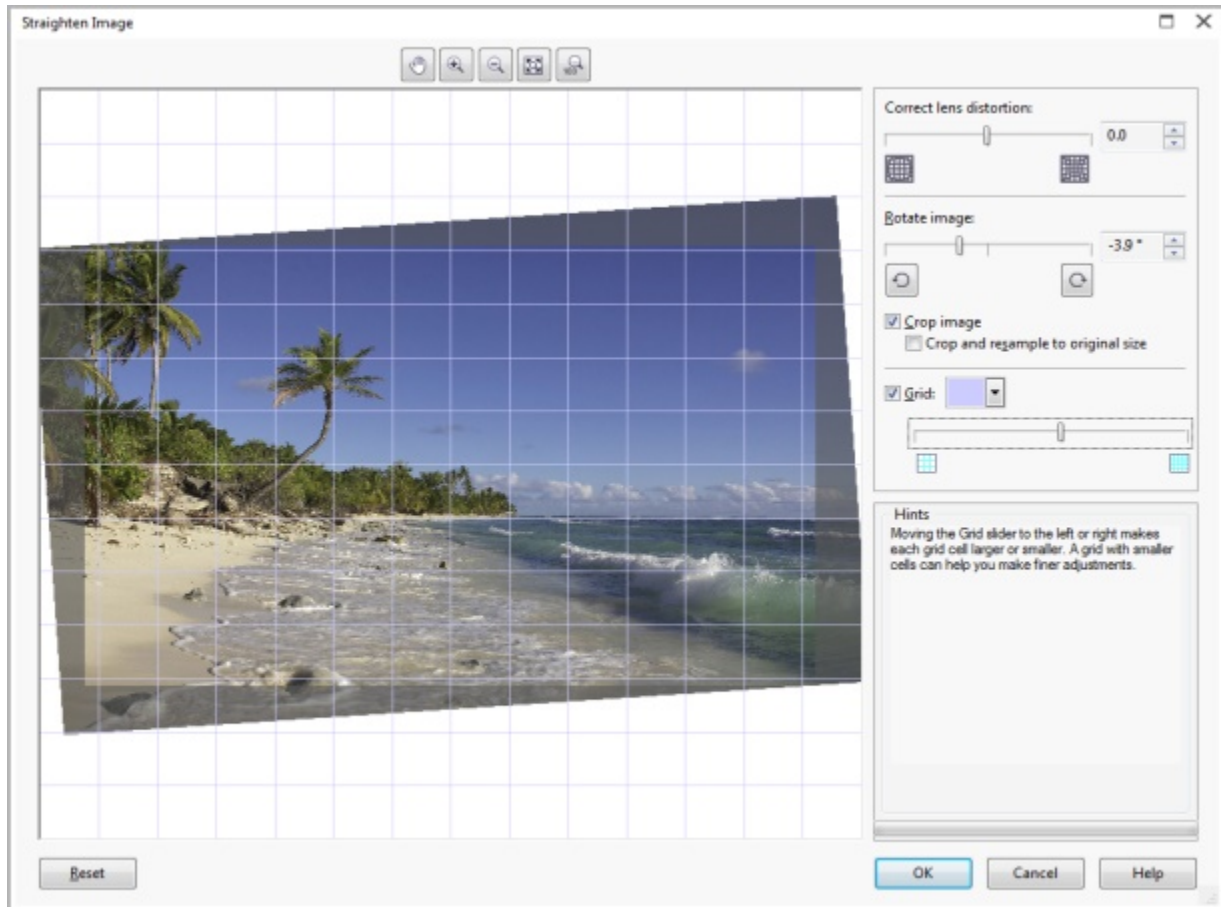 Straighten Image
100
Correct lens distortion:
0.0
Rotate image:
-3.9 °
Crop image
Crop and resample to original size
Grid:
Hints
Moving the Grid slider to the left or right makes
each grid cell larger or smaller. A grid with smaller
cells can help you make finer adjustments.
Reset
OK
Cancel
Help